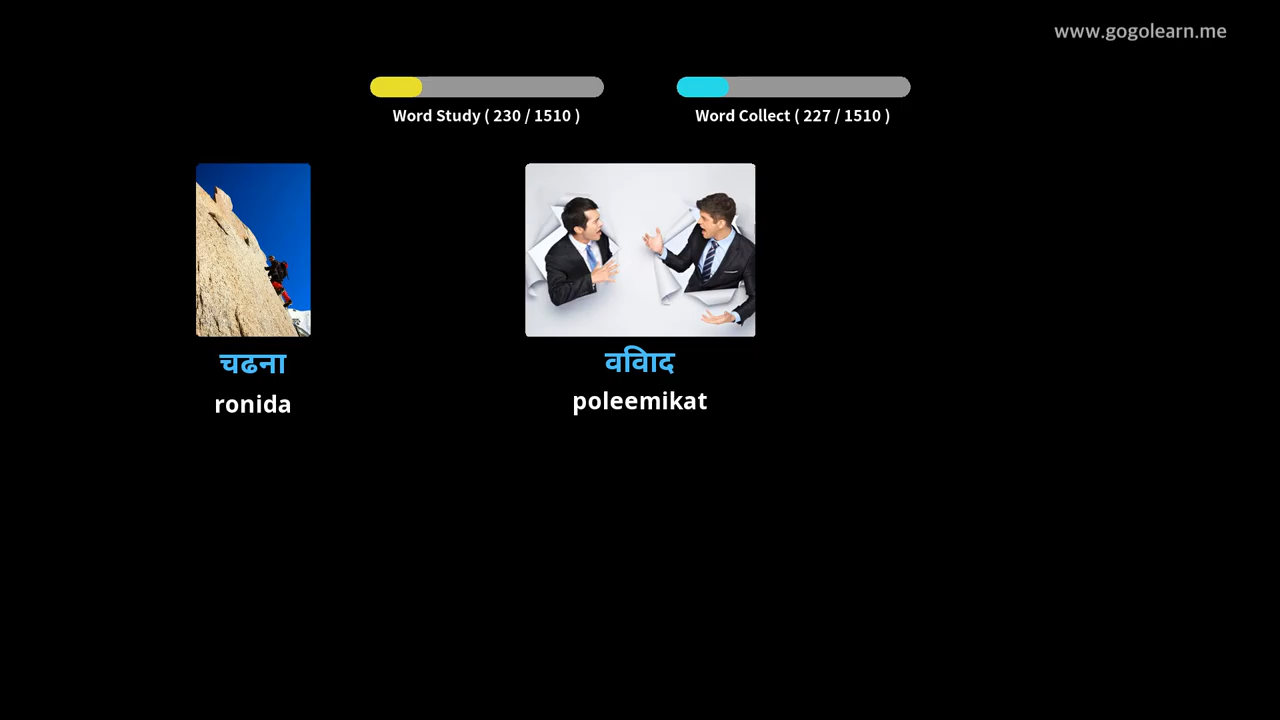 www.gogolearn.me
Word Study ( 230 / 1510 )
Word Collect ( 227 / 1510 )
चढना
वविाद
ronida
poleemikat